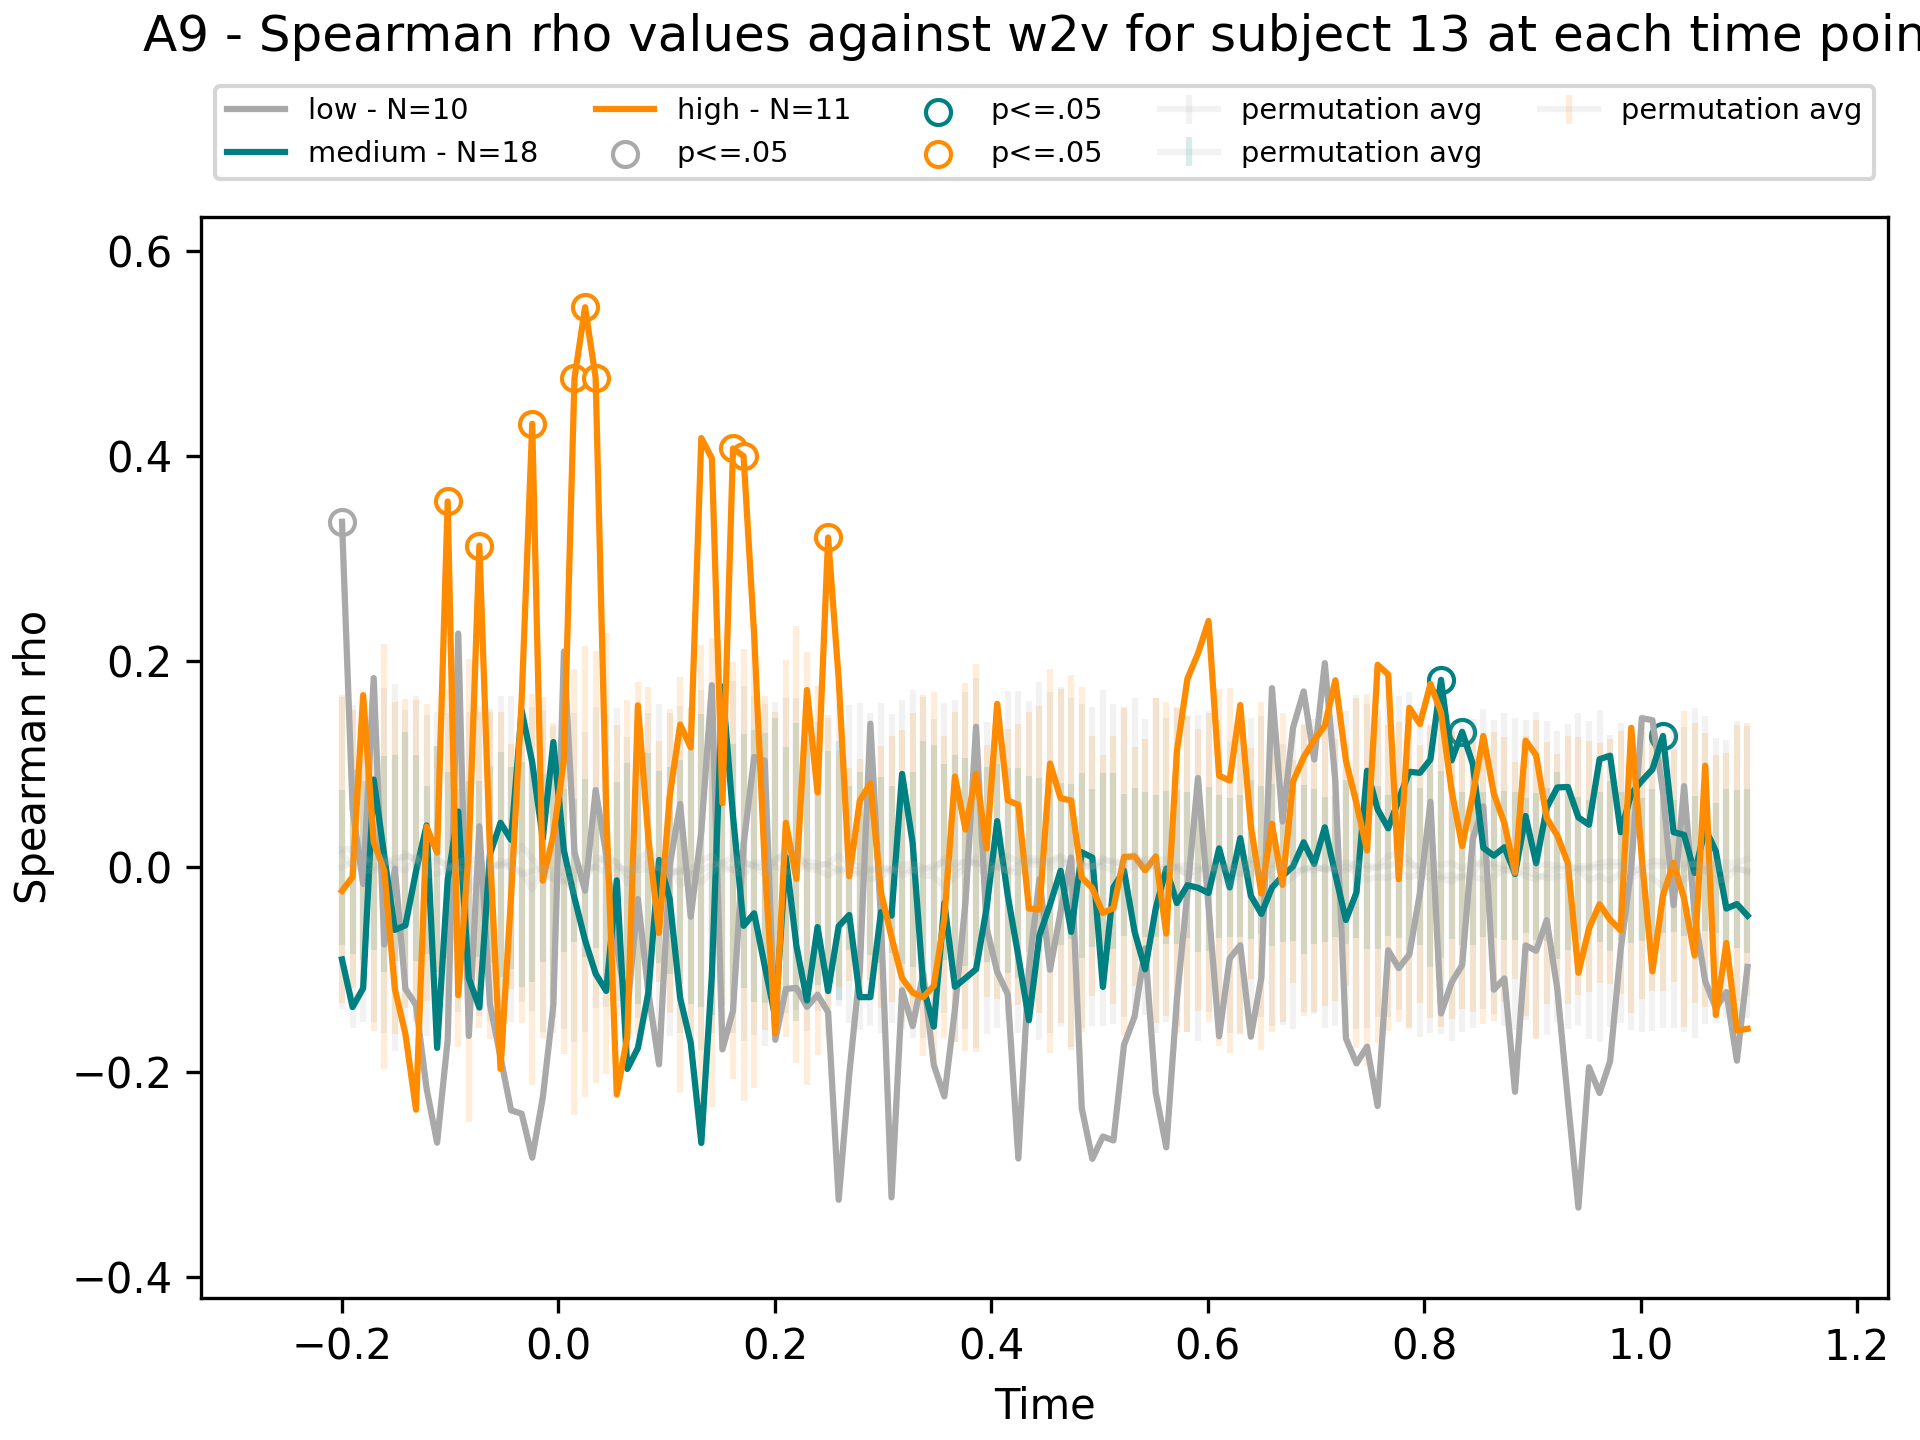 A9 - Spearman rho values against w2v for subject 13 at each time poin
low - N=10 high - N=11 p<=.05 permutation avg permutation avg
medium - N=18 p<=.05 p<=.05 permutation avg
0.6
0.4
0.2
0.0
−0.2
−0.4
Spearman rho
−0.2 0.0 0.2 0.4 0.6 0.8 1.0 1.2
Time